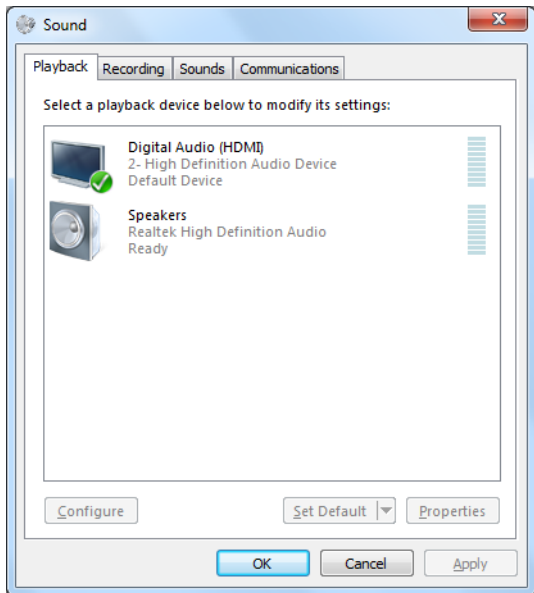 Sound
Playback Recording Sounds Communications
Select a playback device below to modify its settings:
Digital Audio (HDMI)
2- High Definition Audio Device
Default Device
Speakers
Realtek High Definition Audio
Ready
Configure Set Default Properties
OK Cancel Apply